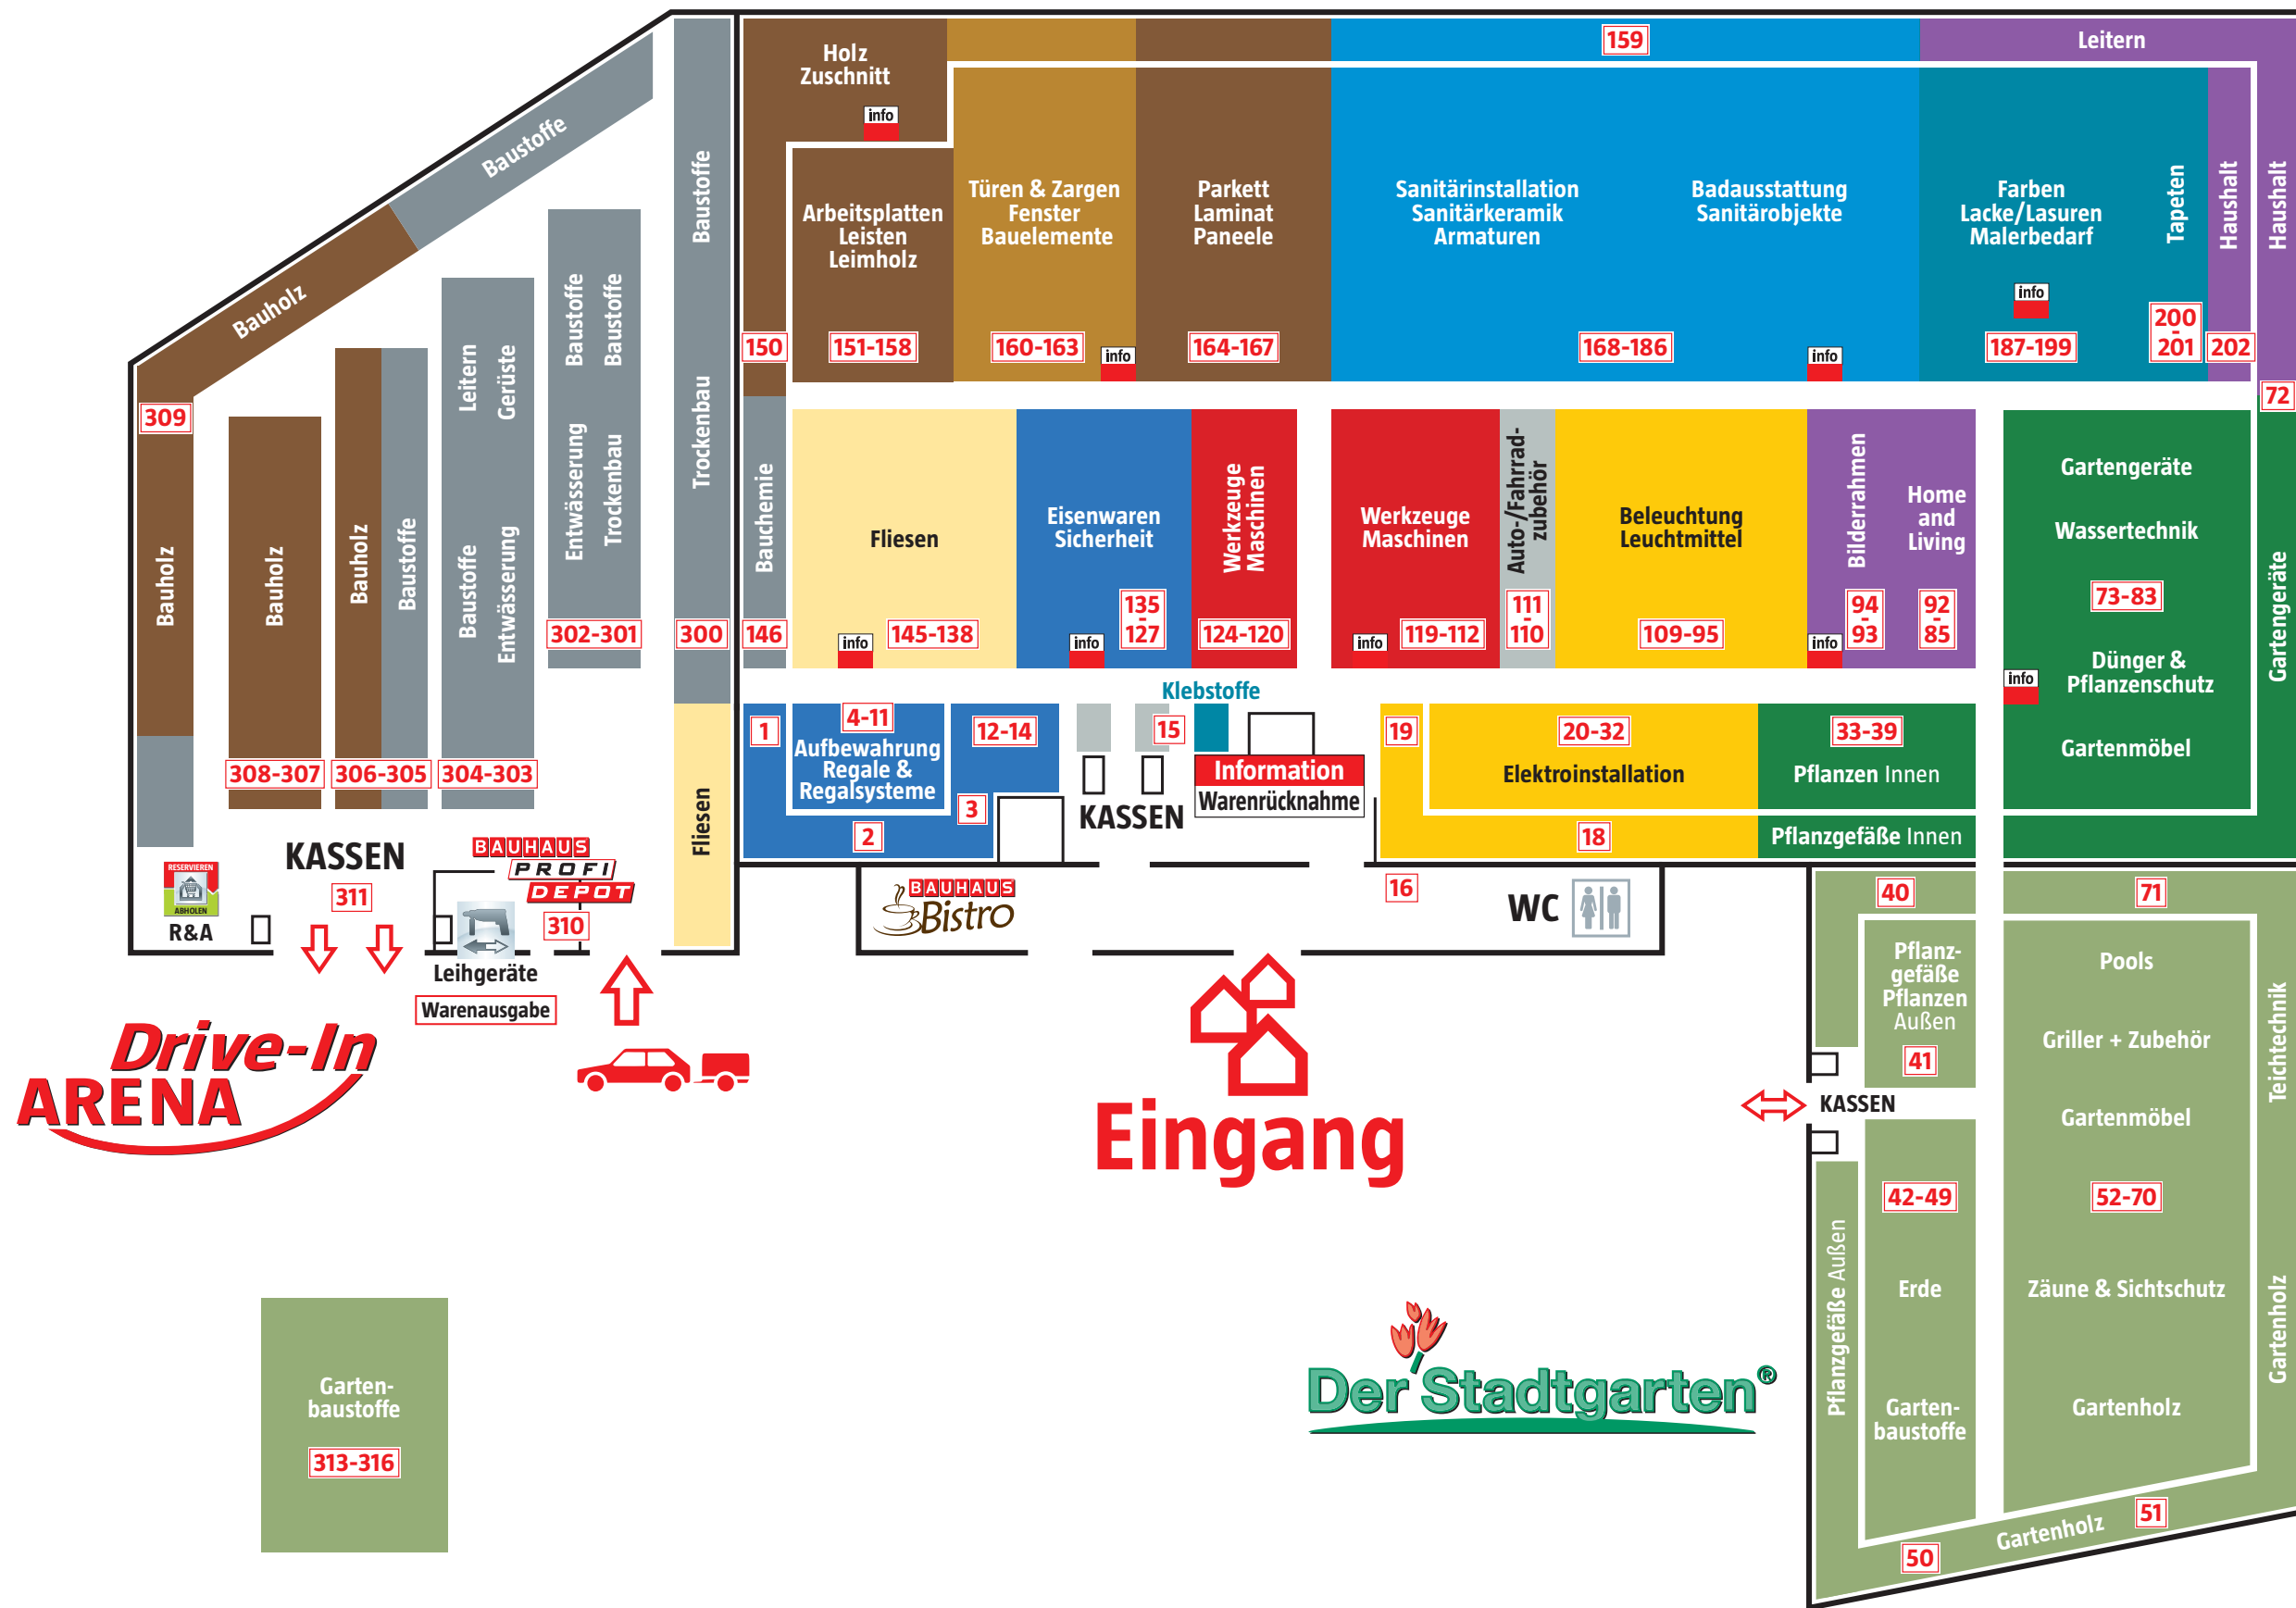 Holz
Zuschnitt
info
159
Leitern
Baustoffe
Bauholz
309
Bauholz
Bauholz
308-307
Bauholz
Baustoffe
306-305
Leitern
Gerüste
Baustoffe
Entwässerung
304-303
Baustoffe
Baustoffe
Entwässerung
Trockenbau
302-301
Baustoffe
Trockenbau
300
Fliesen
150
Arbeitsplatten
Leisten
Leimholz
151-158
Türen & Zargen
Fenster
Bauelemente
160-163
info
Parkett
Laminat
Paneele
164-167
Sanitärinstallation
Sanitärkeramik
Armaturen
Badausstattung
Sanitärobjekte
168-186
info
Farben
Lacke/Lasuren
Malerbedarf
info
187-199
Tapeten
200
-
201
Haushalt
202
Haushalt
72
Bauchemie
146
Fliesen
info
145-138
Eisenwaren
Sicherheit
info
135
-
127
Werkzeuge
Maschinen
124-120
Werkzeuge
Maschinen
info
119-112
Auto-/Fahrrad-
zubehör
111
-
110
Beleuchtung
Leuchtmittel
109-95
info
Bilderrahmen
94
-
93
Home
and
Living
92
-
85
Gartengeräte
Wassertechnik
73-83
Dünger &
Pflanzenschutz
info
Gartenmöbel
Gartengeräte
1
4-11
Aufbewahrung
Regale &
Regalsysteme
2
3
12-14
Klebstoffe
15
KASSEN
Information
Warenrücknahme
19
20-32
Elektroinstallation
18
33-39
Pflanzen Innen
Pflanzgefäße Innen
KASSEN
311
RESERVIEREN
ABHOLEN
R&A
BAUHAUS
PROFI
DEPOT
310
Leihgeräte
Warenausgabe
BAUHAUS
Bistro
16
WC
Drive-In
ARENA
Eingang
40
Pflanz-
gefäße
Pflanzen
Außen
41
KASSEN
42-49
Erde
Garten-
baustoffe
Pflanzgefäße Außen
50
71
Pools
Griller + Zubehör
Gartenmöbel
52-70
Zäune & Sichtschutz
Gartenholz
Teichtechnik
Gartenholz
Gartenholz
51
Der Stadtgarten®
Garten-
baustoffe
313-316